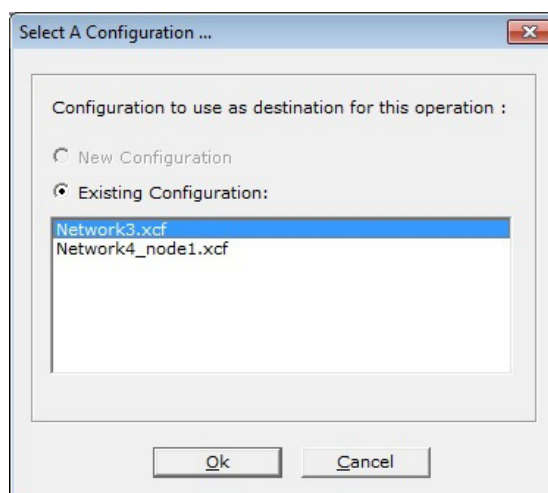 Select A Configuration ...
Configuration to use as destination for this operation :
New Configuration
Existing Configuration:
Network3.xcf
Network4_node1.xcf
Ok
Cancel